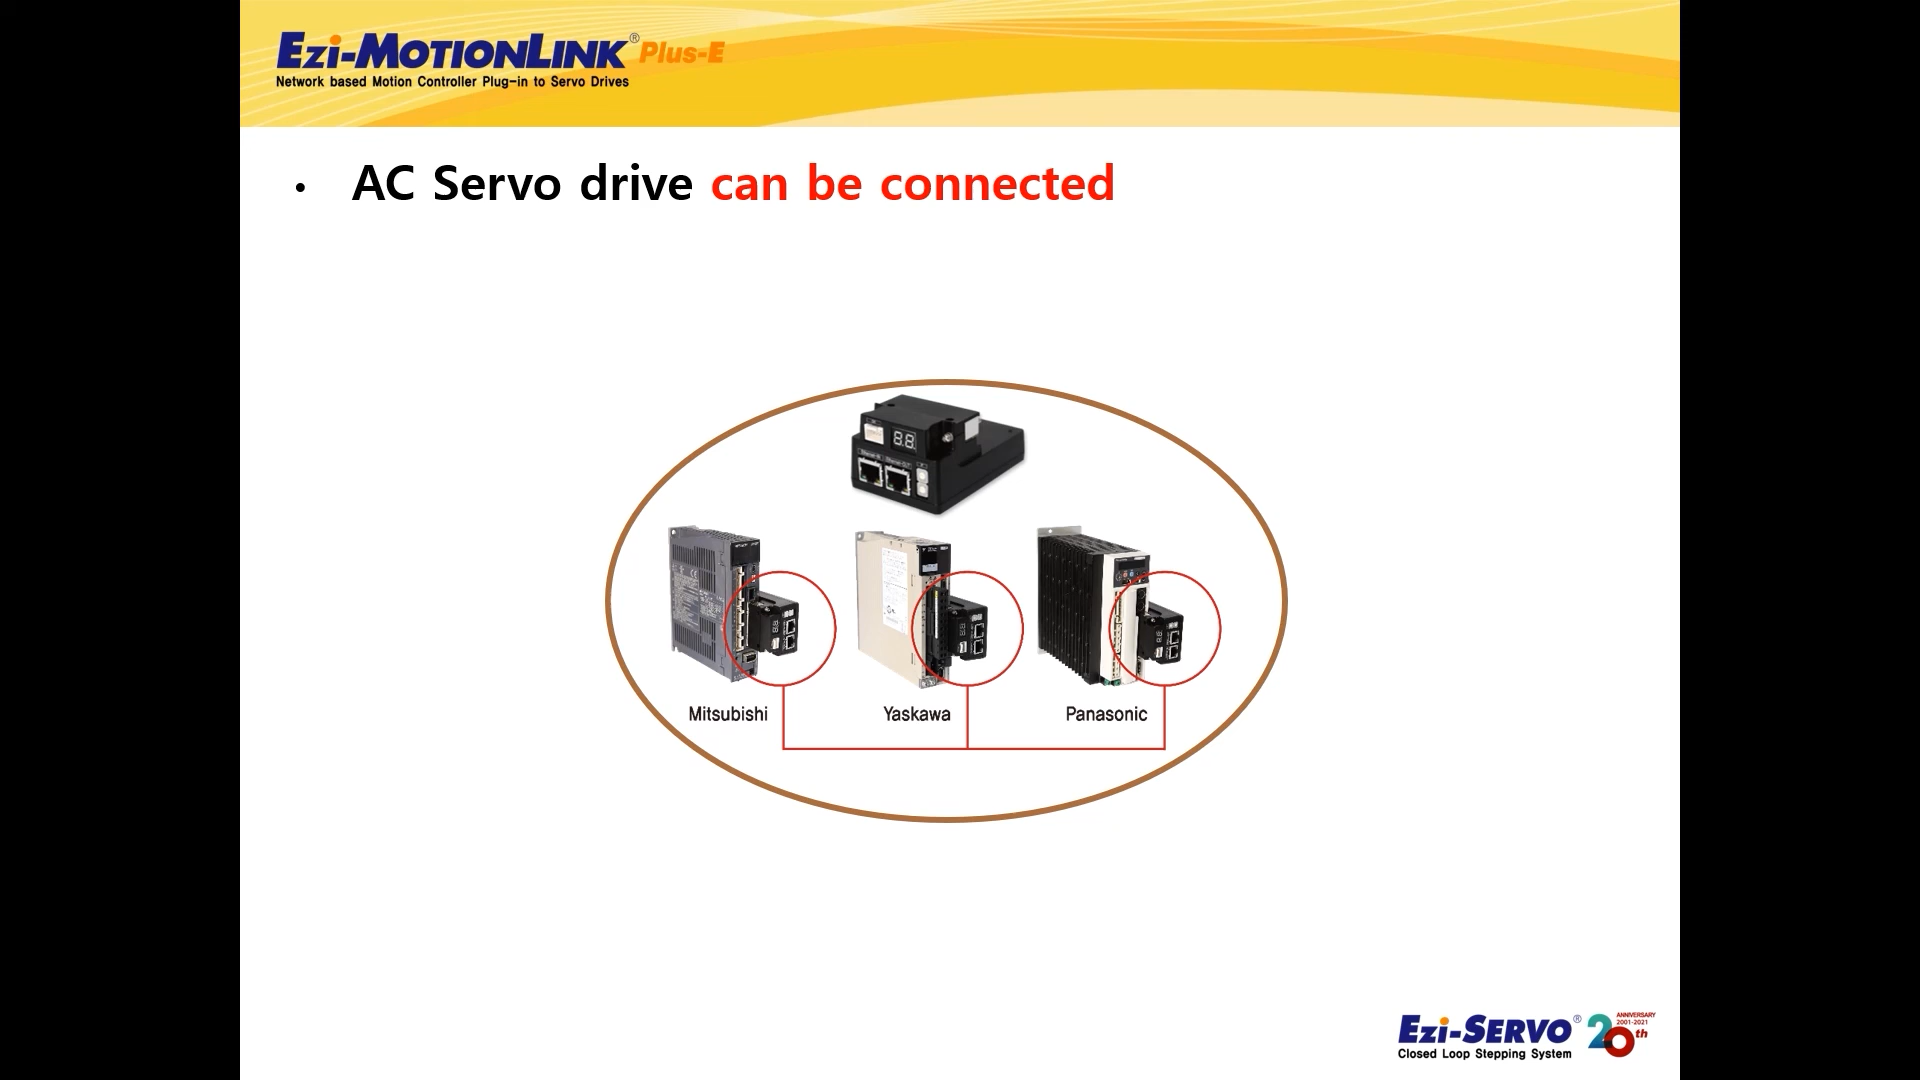 Ezi-MOTIONLINK® Plus-E
Network based Motion Controller Plug-in to Servo Drives
• AC Servo drive can be connected
Mitsubishi
Yaskawa
Panasonic
Ezi-SERVO®
Closed Loop Stepping System
20th
ANNIVERSARY
2001-2021